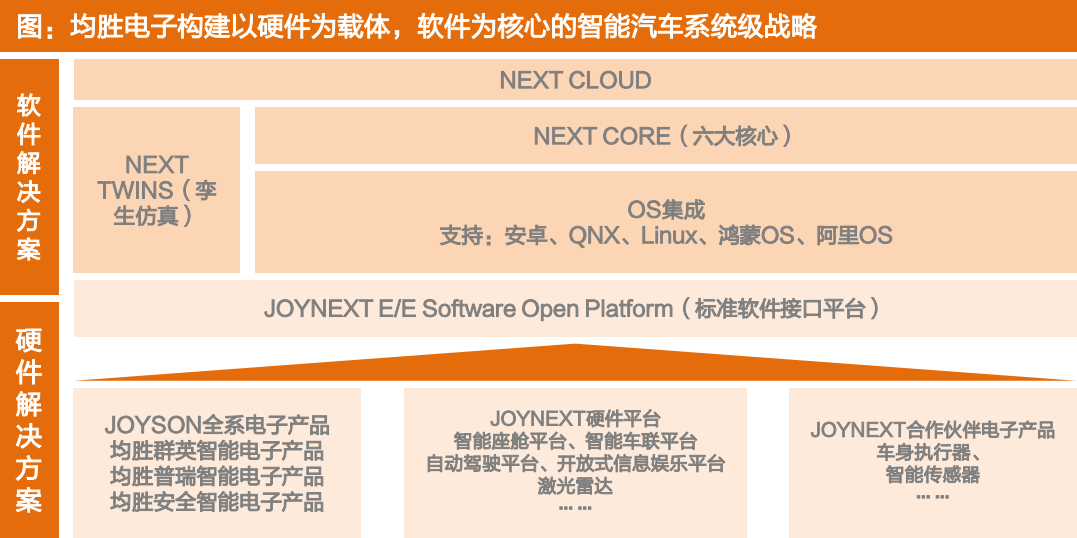 图：均胜电子构建以硬件为载体，软件为核心的智能汽车系统级战略
软件解决方案
NEXT CLOUD
NEXT
TWINS（孪
生仿真）
NEXT CORE（六大核心）
OS集成
支持：安卓、QNX、Linux、鸿蒙OS、阿里OS
JOYNEXT E/E Software Open Platform（标准软件接口平台）
硬件解决方案
JOYSON全系电子产品
均胜群英智能电子产品
均胜普瑞智能电子产品
均胜安全智能电子产品
JOYNEXT硬件平台
智能座舱平台、智能车联平台
自动驾驶平台、开放式信息娱乐平台
激光雷达
... ...
JOYNEXT合作伙伴电子产品
车身执行器、
智能传感器
... ...